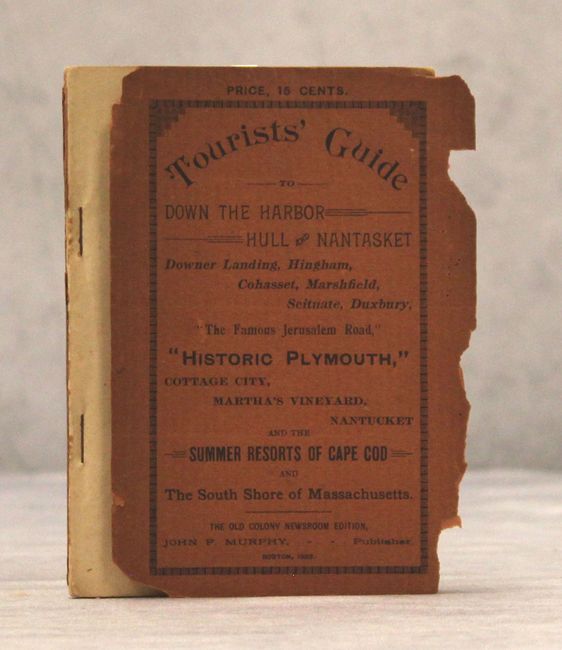 PRICE, 15 CENTS.
Tourists' Guide
TO
DOWN THE HARBOR
HULL AND NANTASKET
Downer Landing, Hingham,
Cohasset, Marshfield,
Scituate, Duxbury,
"The Famous Jerusalem Road,"
"HISTORIC PLYMOUTH,"
COTTAGE CITY,
MARTHA'S VINEYARD,
NANTUCKET
AND THE
SUMMER RESORTS OF CAPE COD
AND
The South Shore of Massachusetts.
THE OLD COLONY NEWSROOM EDITION,
JOHN F. MURPHY, - - Publisher
BOSTON,